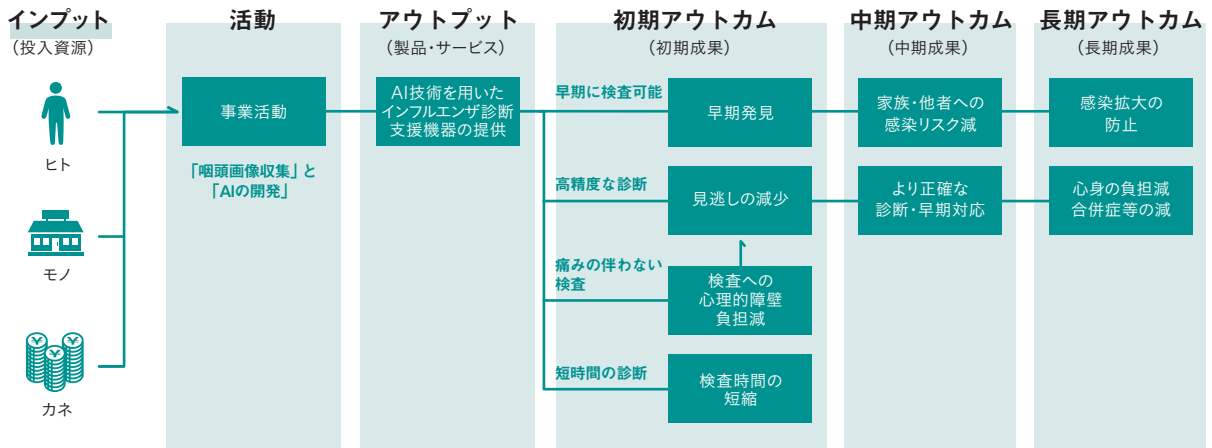 インプット
(投入資源)
ヒト
モノ
¥
¥
¥
カネ
活動
事業活動
「咽頭画像収集」と
「AIの開発」
アウトプット
(製品・サービス)
AI技術を用いた
インフルエンザ診断
支援機器の提供
初期アウトカム
(初期成果)
早期に検査可能
早期発見
高精度な診断
見逃しの減少
痛みの伴わない
検査
検査への
心理的障壁
負担減
短時間の診断
検査時間の
短縮
中期アウトカム
(中期成果)
家族・他者への
感染リスク減
より正確な
診断・早期対応
長期アウトカム
(長期成果)
感染拡大の
防止
心身の負担減
合併症等の減